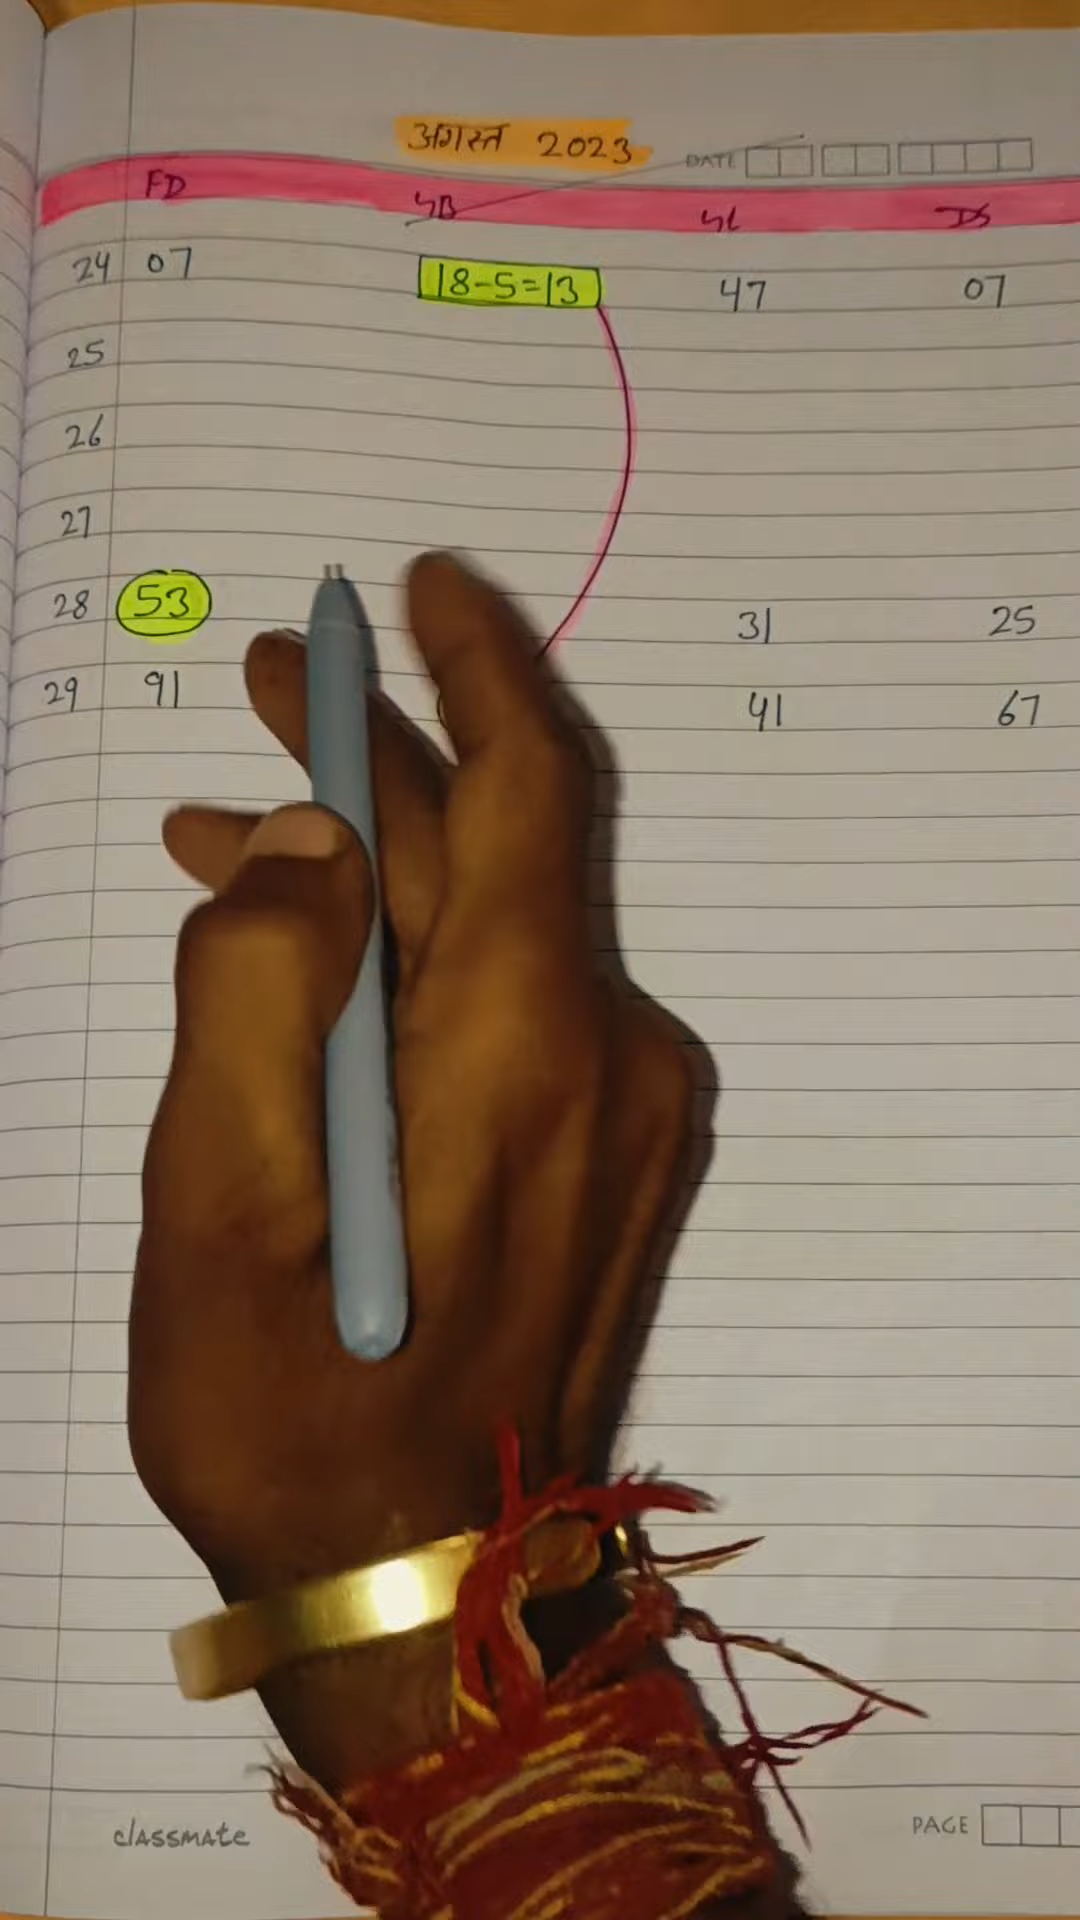 अगस्त 2023
DATE
FD GB GL DS
24 07 18-5=13 47 07
25
26
27
28 53 31 25
29 91 41 67
classmate PAGE